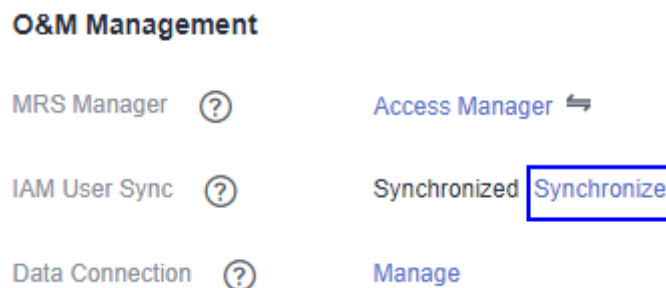 O&M Management
MRS Manager ? Access Manager
IAM User Sync ? Synchronized Synchronize
Data Connection ? Manage